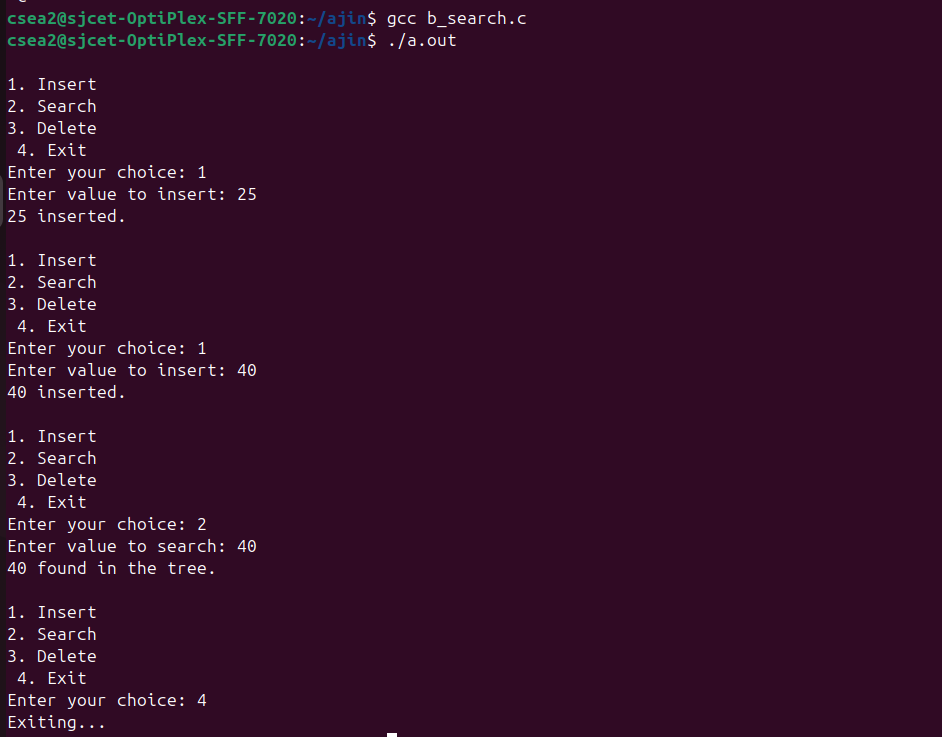 csea2@sjcet-OptiPlex-SFF-7020:~/ajin$ gcc b_search.c
csea2@sjcet-OptiPlex-SFF-7020:~/ajin$ ./a.out

1. Insert
2. Search
3. Delete
 4. Exit
Enter your choice: 1
Enter value to insert: 25
25 inserted.

1. Insert
2. Search
3. Delete
 4. Exit
Enter your choice: 1
Enter value to insert: 40
40 inserted.

1. Insert
2. Search
3. Delete
 4. Exit
Enter your choice: 2
Enter value to search: 40
40 found in the tree.

1. Insert
2. Search
3. Delete
 4. Exit
Enter your choice: 4
Exiting...